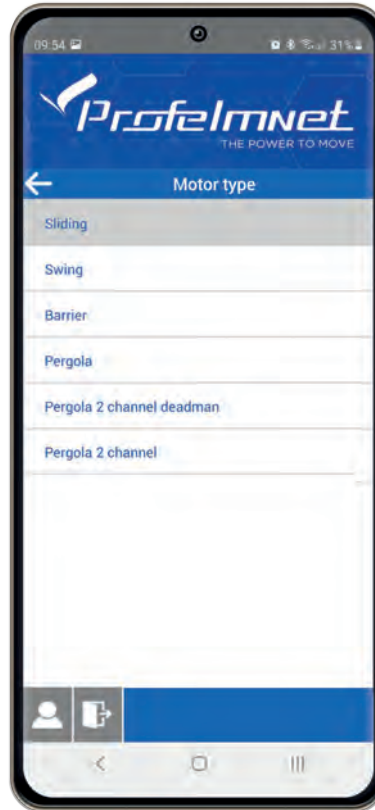 09:54
31%
Profelmnet
THE POWER TO MOVE
Motor type
Sliding
Swing
Barrier
Pergola
Pergola 2 channel deadman
Pergola 2 channel